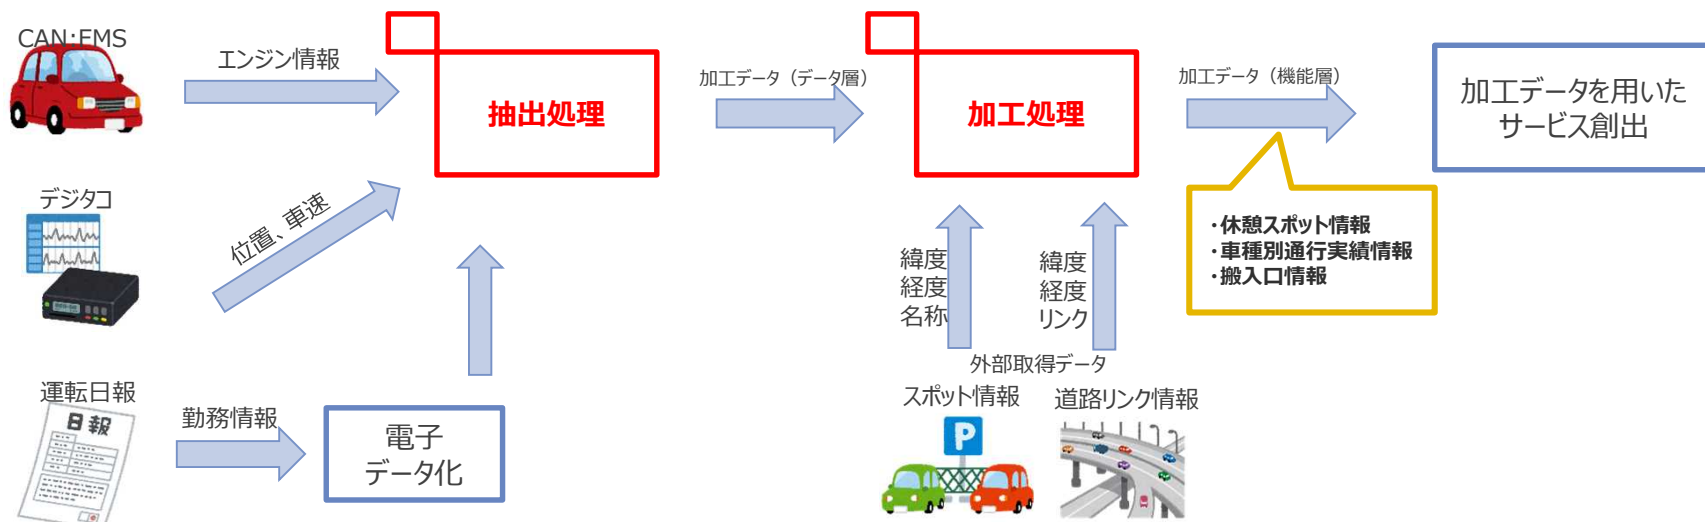 CAN:FMS
エンジン情報
抽出処理
加工データ（データ層）
加工処理
加工データ（機能層）
加工データを用いた
サービス創出
デジタコ
位置、車速
・休憩スポット情報
・車種別通行実績情報
・搬入口情報
緯度
経度
名称
緯度
経度
リンク
外部取得データ
運転日報
日報
勤務情報
電子
データ化
スポット情報
P
道路リンク情報